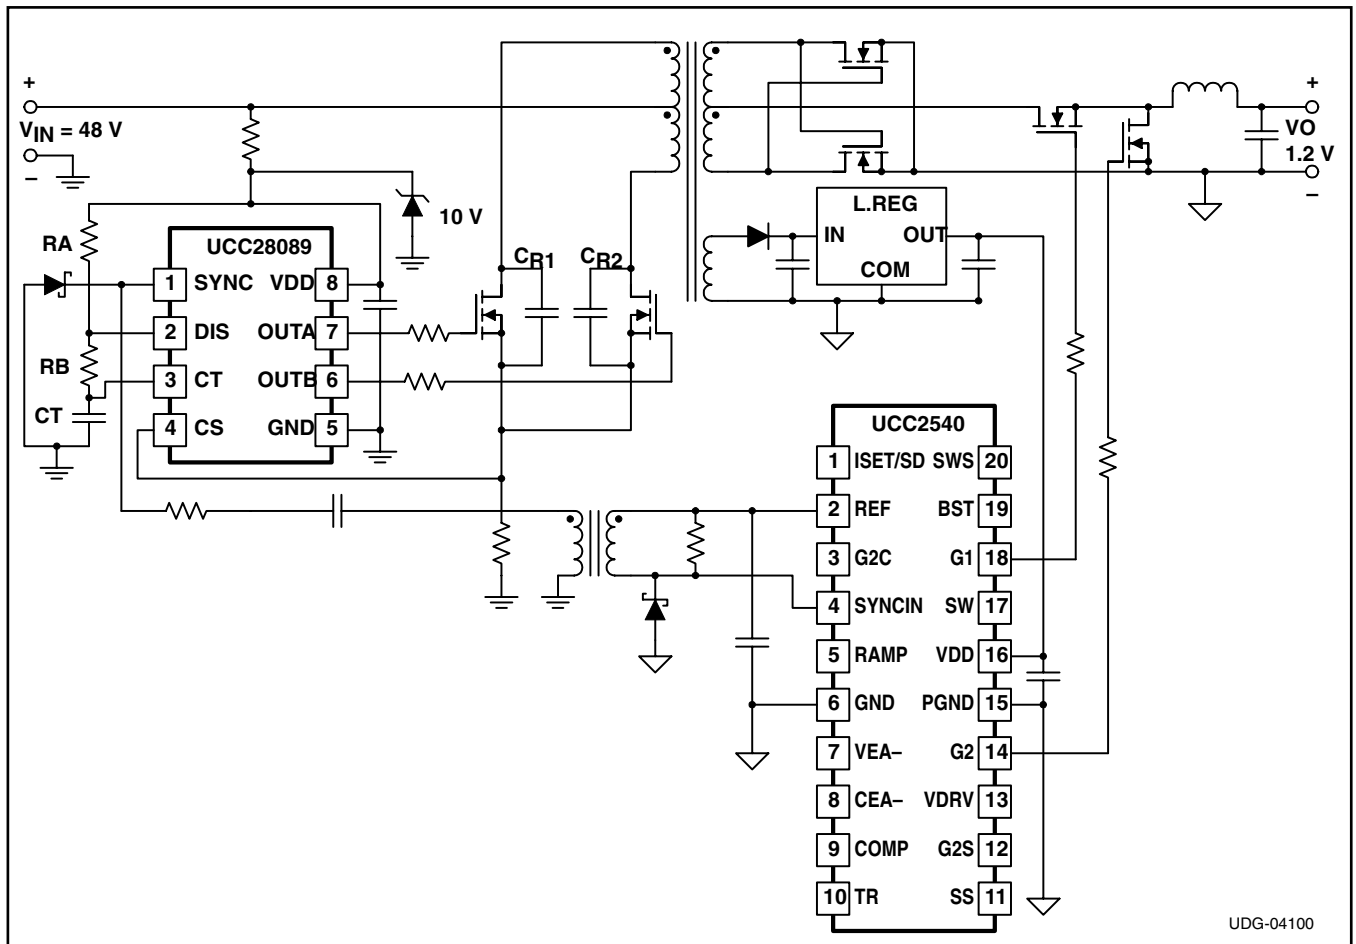 +
VIN = 48 V
–
+
VO
1.2 V
–
10 V
L.REG
IN OUT
COM
RA
RB
CT
CR1
CR2
UCC28089
1 SYNC VDD 8
2 DIS OUTA 7
3 CT OUTB 6
4 CS GND 5
UCC2540
1 ISET/SD SWS 20
2 REF BST 19
3 G2C G1 18
4 SYNCIN SW 17
5 RAMP VDD 16
6 GND PGND 15
7 VEA– G2 14
8 CEA– VDRV 13
9 COMP G2S 12
10 TR SS 11
UDG-04100